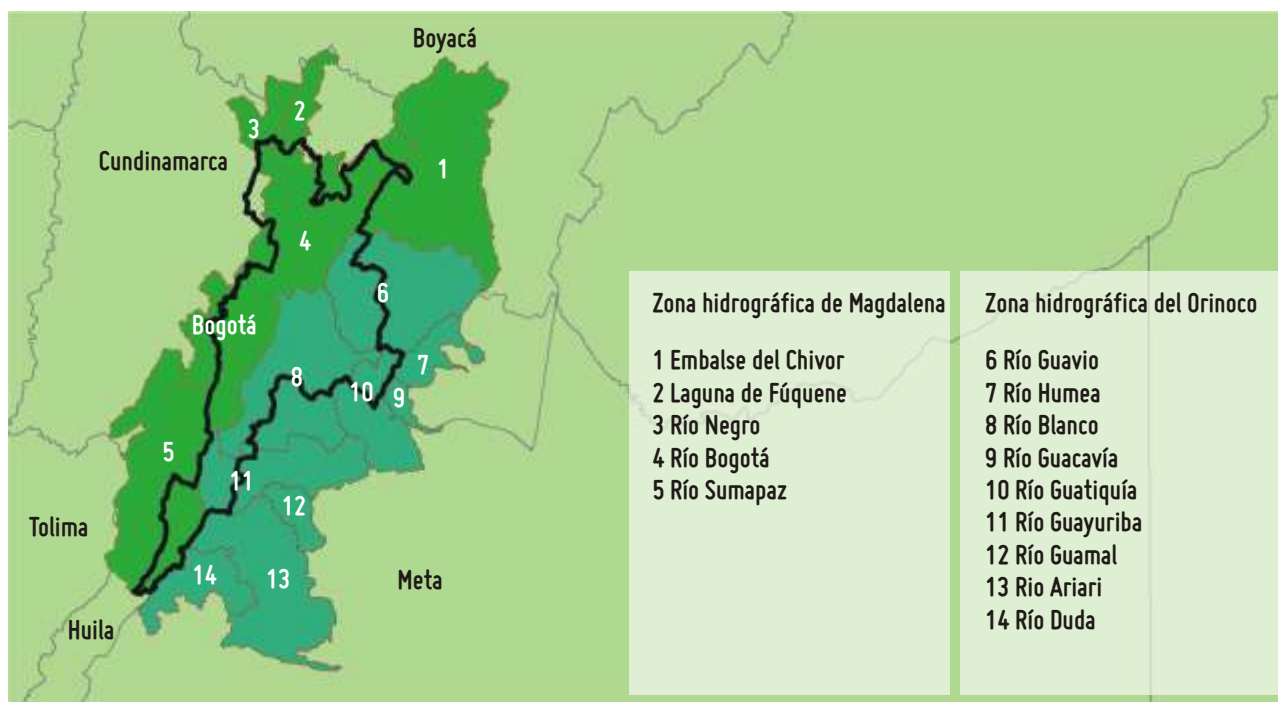 Boyacá
2
3
Cundinamarca
1
4
6
Bogotá
7
8
10
9
5
11
12
Tolima
14
13
Meta
Huila
Zona hidrográfica de Magdalena
1 Embalse del Chivor
2 Laguna de Fúquene
3 Río Negro
4 Río Bogotá
5 Río Sumapaz
Zona hidrográfica del Orinoco
6 Río Guavio
7 Río Humea
8 Río Blanco
9 Río Guacavía
10 Río Guatiquía
11 Río Guayuriba
12 Río Guamal
13 Rio Ariari
14 Río Duda